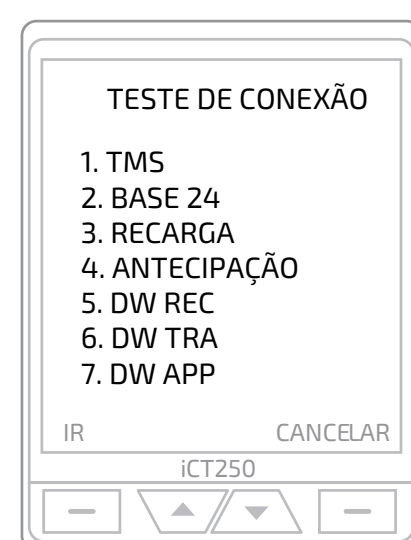 TESTE DE CONEXÃO
1. TMS
2. BASE 24
3. RECARGA
4. ANTECIPAÇÃO
5. DW REC
6. DW TRA
7. DW APP
IR CANCELAR
iCT250